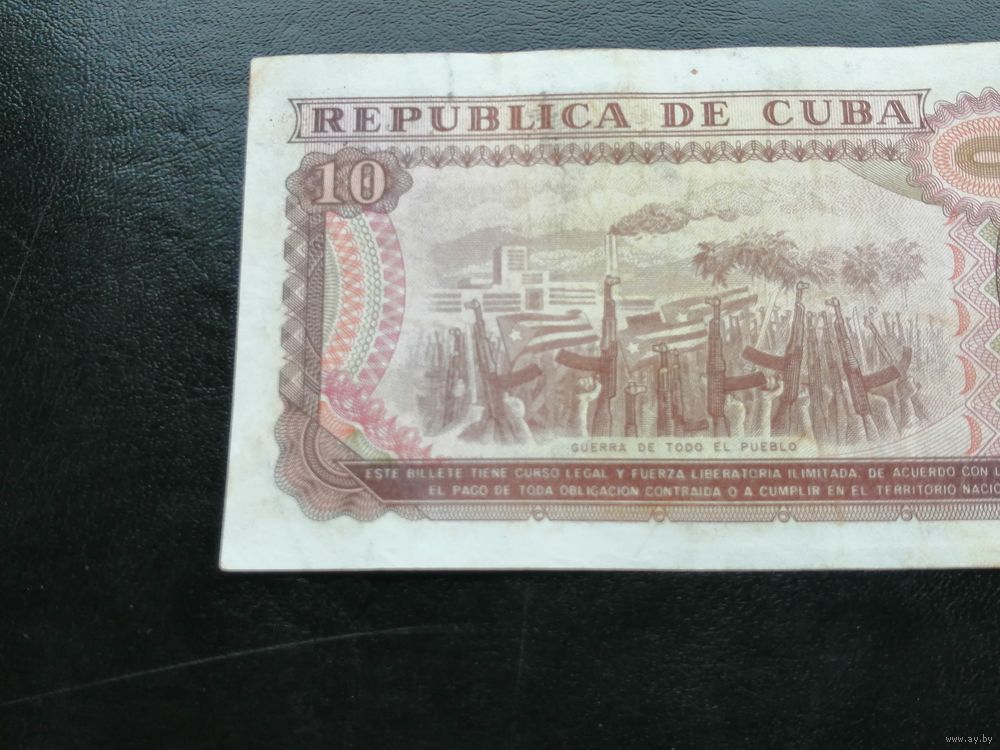 REPUBLICA DE CUBA
10
GUERRA DE TODO EL PUEBLO
ESTE BILLETE TIENE CURSO LEGAL Y FUERZA LIBERATORIA ILIMITADA, DE ACUERDO CON
EL PAGO DE TODA OBLIGACION CONTRAIDA O A CUMPLIR EN EL TERRITORIO NACIO
www.ay.by